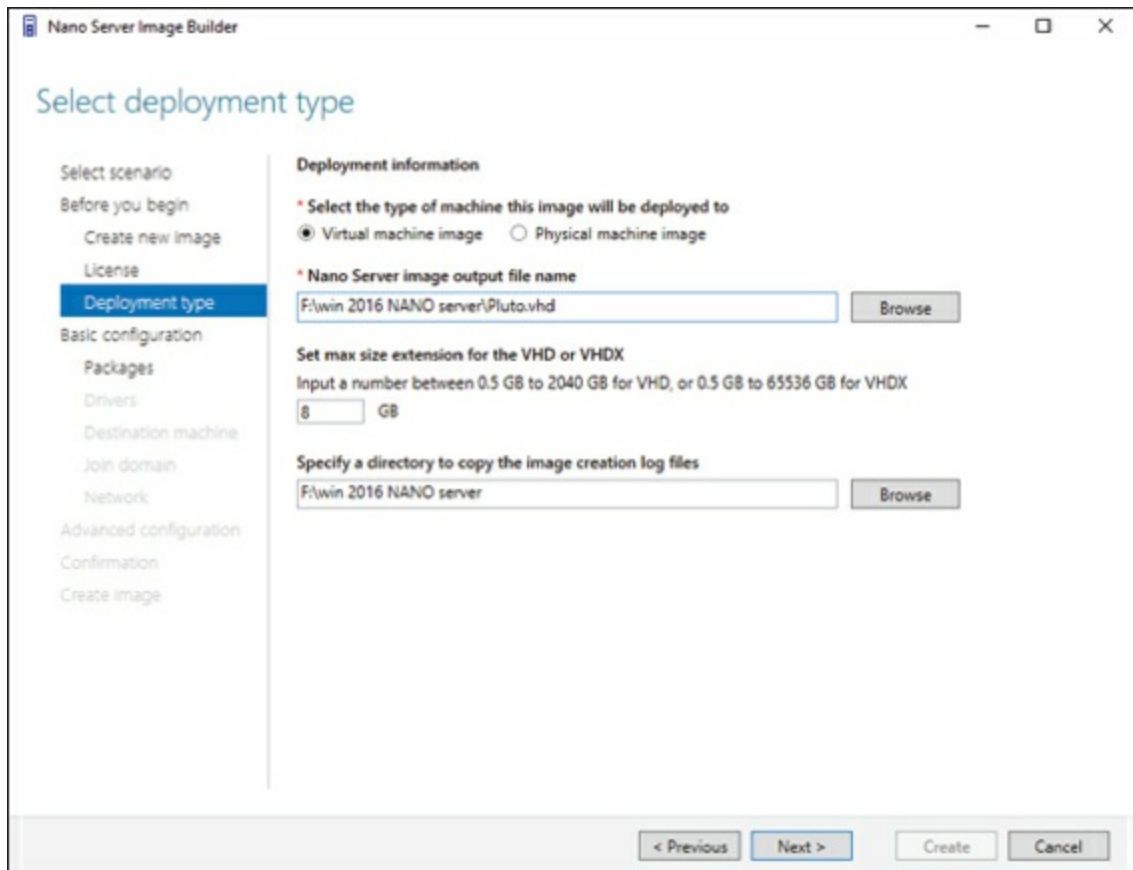 Nano Server Image Builder
Select deployment type
Select scenario
Before you begin
Create new image
License
Deployment type
Basic configuration
Packages
Drivers
Destination machine
Join domain
Network
Advanced configuration
Confirmation
Create image
Deployment information
* Select the type of machine this image will be deployed to
Virtual machine image Physical machine image
* Nano Server image output file name
F:\win 2016 NANO server\Pluto.vhd Browse
Set max size extension for the VHD or VHDX
Input a number between 0.5 GB to 2040 GB for VHD, or 0.5 GB to 65536 GB for VHDX
8 GB
Specify a directory to copy the image creation log files
F:\win 2016 NANO server Browse
< Previous Next > Create Cancel